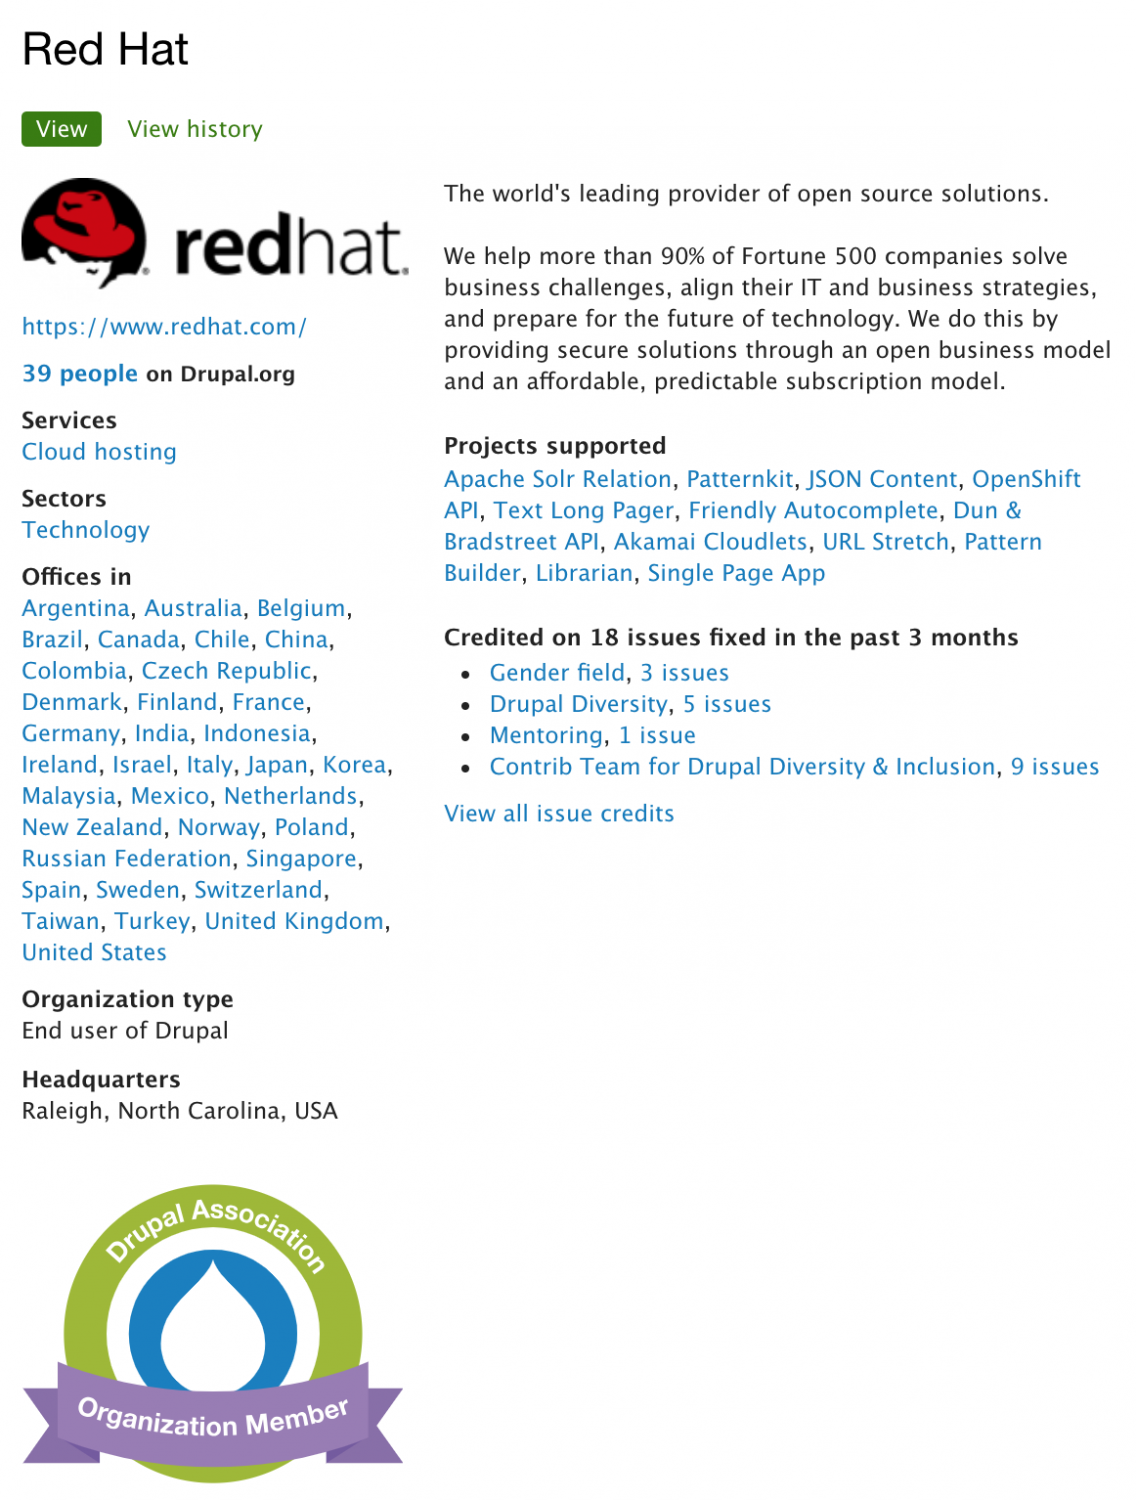 Red Hat
View View history
redhat.
https://www.redhat.com/
39 people on Drupal.org
Services
Cloud hosting
Sectors
Technology
Offices in
Argentina, Australia, Belgium,
Brazil, Canada, Chile, China,
Colombia, Czech Republic,
Denmark, Finland, France,
Germany, India, Indonesia,
Ireland, Israel, Italy, Japan, Korea,
Malaysia, Mexico, Netherlands,
New Zealand, Norway, Poland,
Russian Federation, Singapore,
Spain, Sweden, Switzerland,
Taiwan, Turkey, United Kingdom,
United States
Organization type
End user of Drupal
Headquarters
Raleigh, North Carolina, USA
Drupal Association
Organization Member
The world's leading provider of open source solutions.
We help more than 90% of Fortune 500 companies solve
business challenges, align their IT and business strategies,
and prepare for the future of technology. We do this by
providing secure solutions through an open business model
and an affordable, predictable subscription model.
Projects supported
Apache Solr Relation, Patternkit, JSON Content, OpenShift
API, Text Long Pager, Friendly Autocomplete, Dun &
Bradstreet API, Akamai Cloudlets, URL Stretch, Pattern
Builder, Librarian, Single Page App
Credited on 18 issues fixed in the past 3 months
• Gender field, 3 issues
• Drupal Diversity, 5 issues
• Mentoring, 1 issue
• Contrib Team for Drupal Diversity & Inclusion, 9 issues
View all issue credits